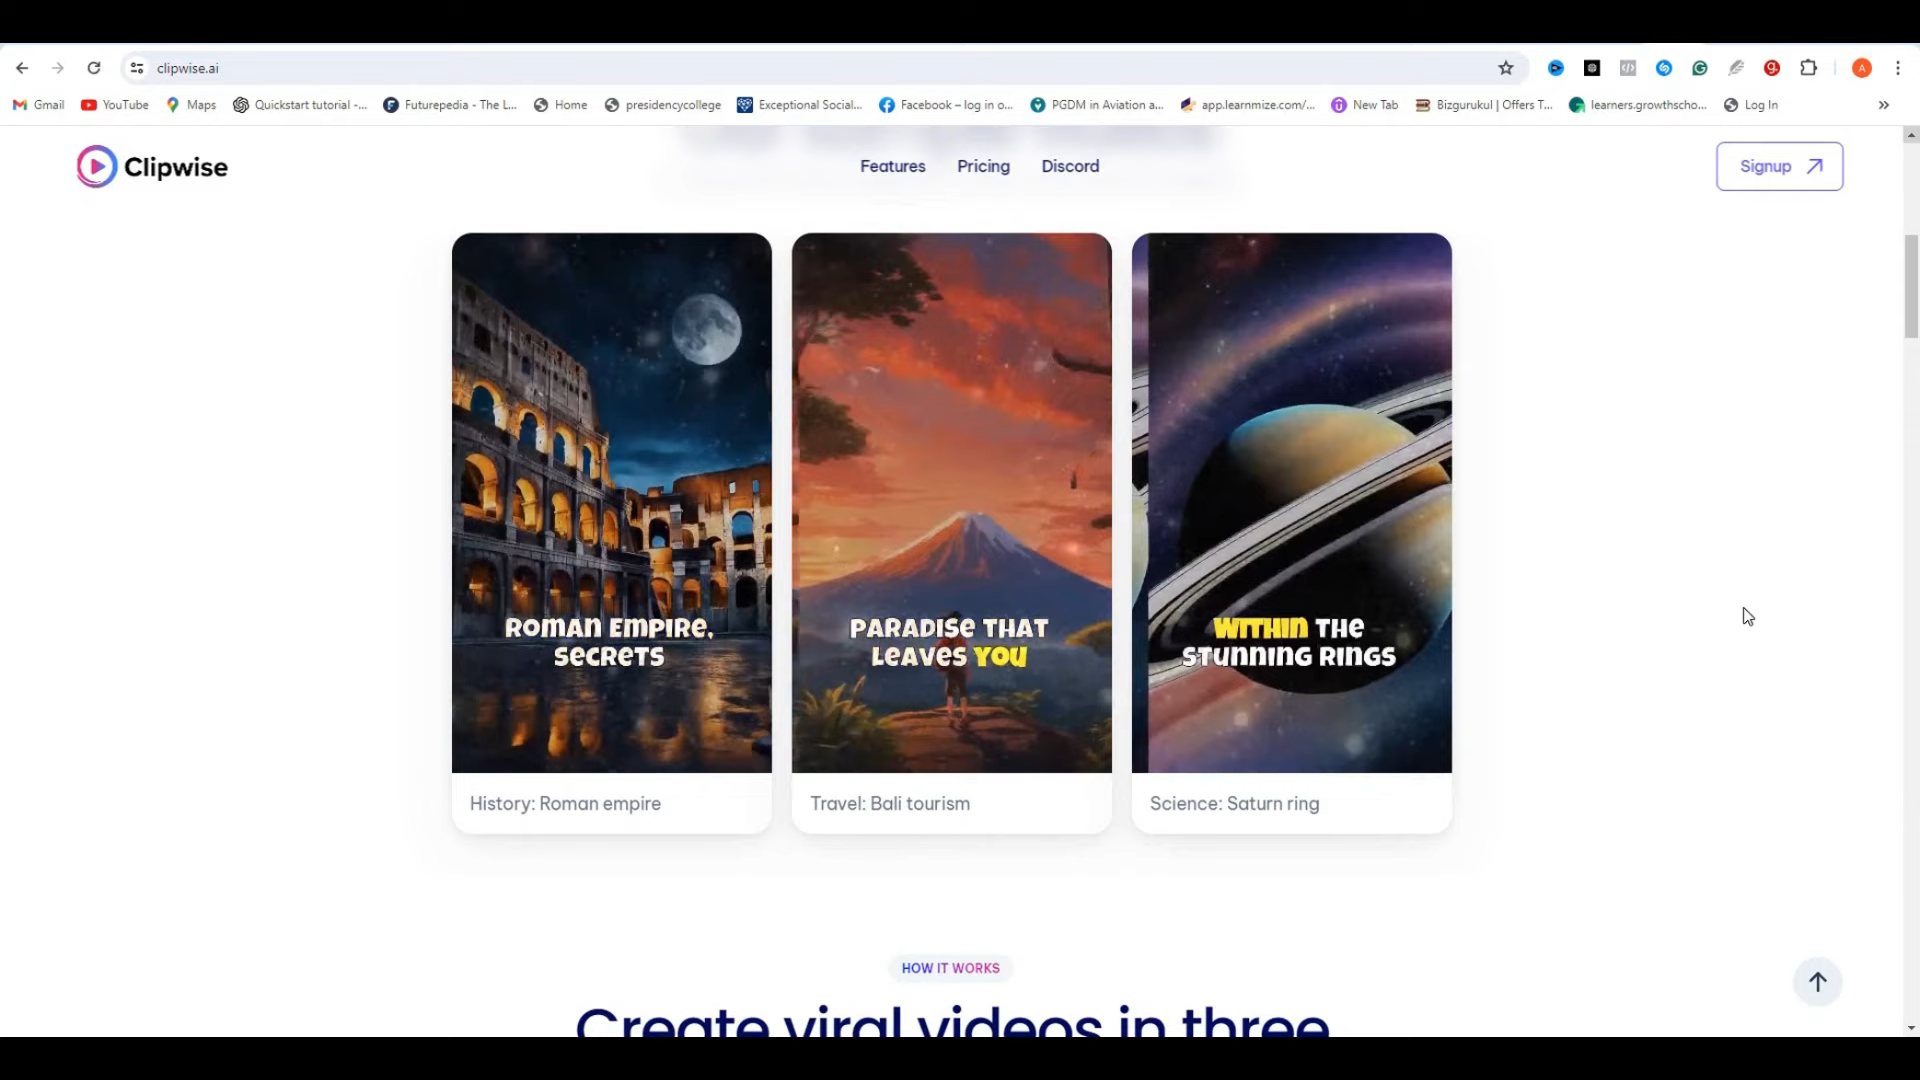 clipwise.ai
Gmail
YouTube
Maps
Quickstart tutorial -...
Futurepedia - The L...
Home
presidencycollege
Exceptional Social...
Facebook – log in o...
PGDM in Aviation a...
app.learnmize.com/...
New Tab
Bizgurukul | Offers T...
learners.growthscho...
Log In
Clipwise
Features
Pricing
Discord
Signup
ROMAN EMPIRE,
SECRETS
PARADISE THAT
LEAVES YOU
WITHIN THE
STUNNING RINGS
History: Roman empire
Travel: Bali tourism
Science: Saturn ring
HOW IT WORKS
Create viral videos in three